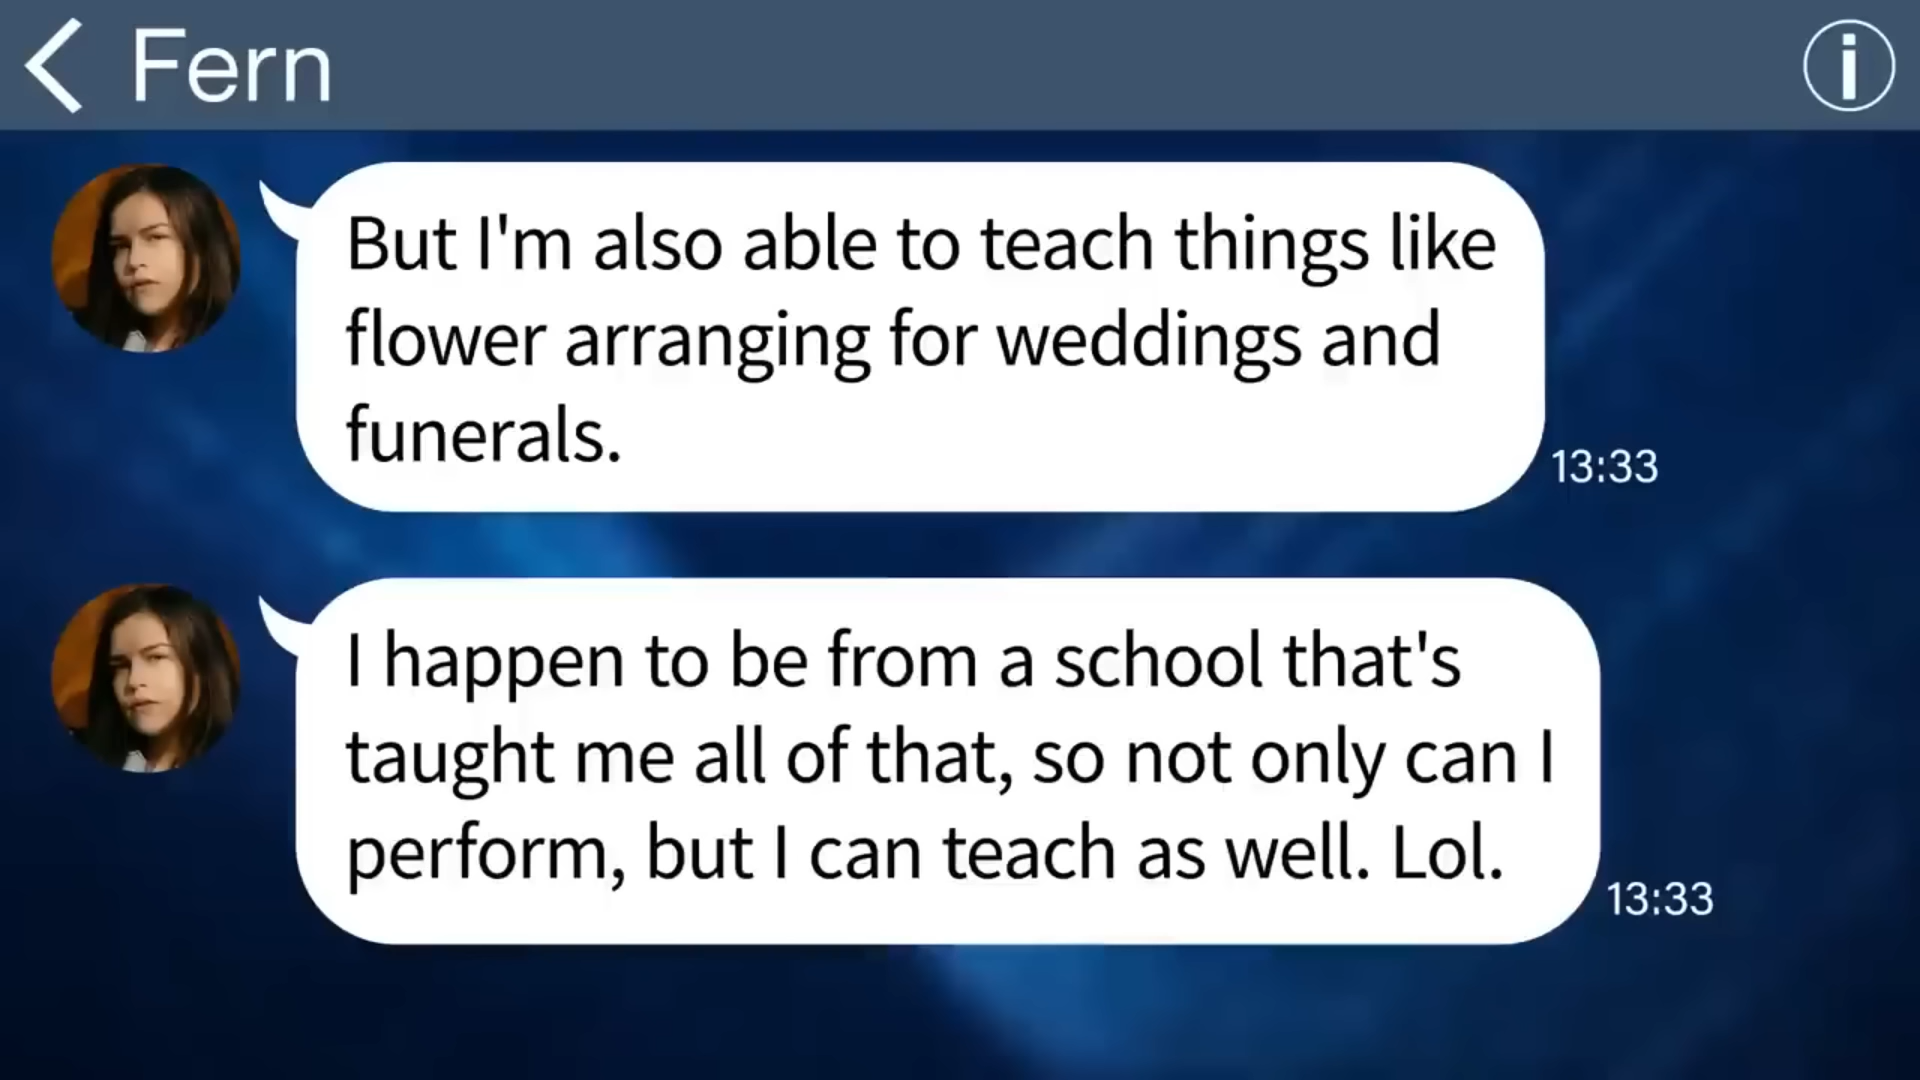 Fern
But I'm also able to teach things like
flower arranging for weddings and
funerals.
13:33
I happen to be from a school that's
taught me all of that, so not only can I
perform, but I can teach as well. Lol.
13:33